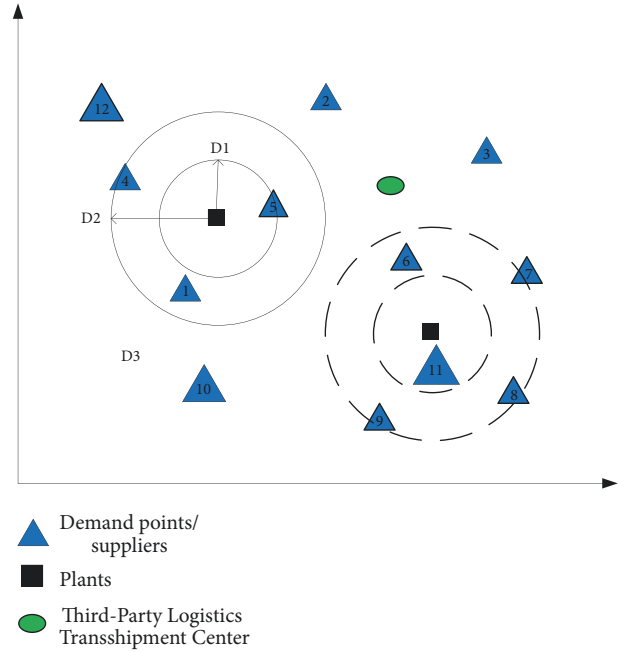 12
2
3
D1
4
5
D2
1
6
7
D3
10
11
8
9
Demand points/
suppliers
Plants
Third-Party Logistics
Transshipment Center